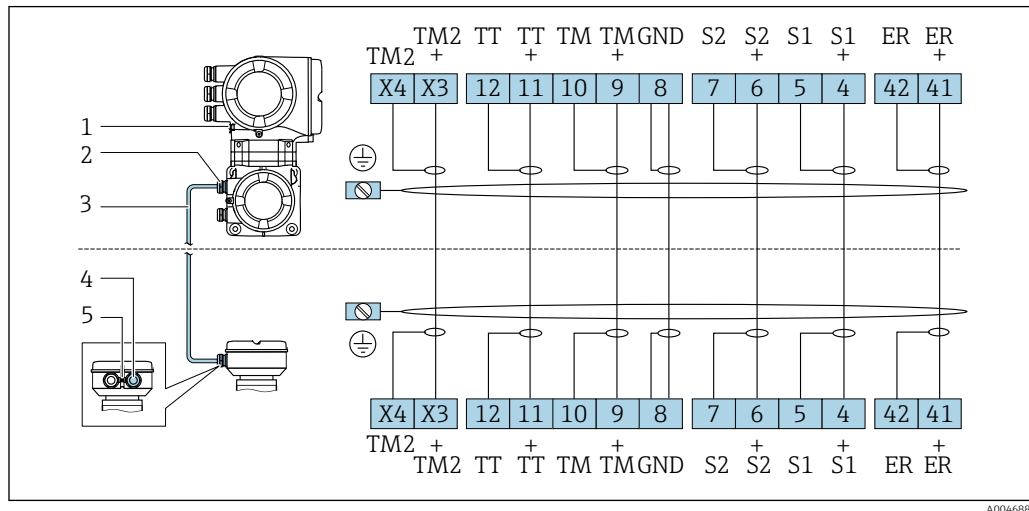 TM2 TT TT TM TM GND S2 S2 S1 S1 ER ER
TM2 + + + + + +
X4 X3 12 11 10 9 8 7 6 5 4 42 41
1
2
3
4
5
X4 X3 12 11 10 9 8 7 6 5 4 42 41
TM2 + + + + + +
TM2 TT TT TM TM GND S2 S2 S1 S1 ER ER